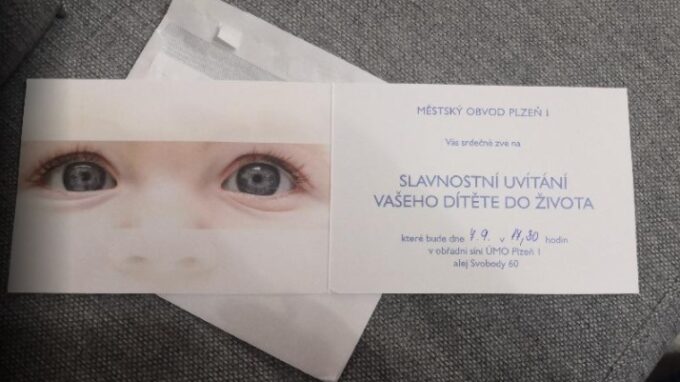 MĚSTSKÝ OBVOD PLZEŇ 1
Vás srdečně zve na
SLAVNOSTNÍ UVÍTÁNÍ
VAŠEHO DÍTĚTE DO ŽIVOTA
které bude dne 7.9. v 14,30 hodin
v obřadní síni ÚMO Plzeň 1
alej Svobody 60